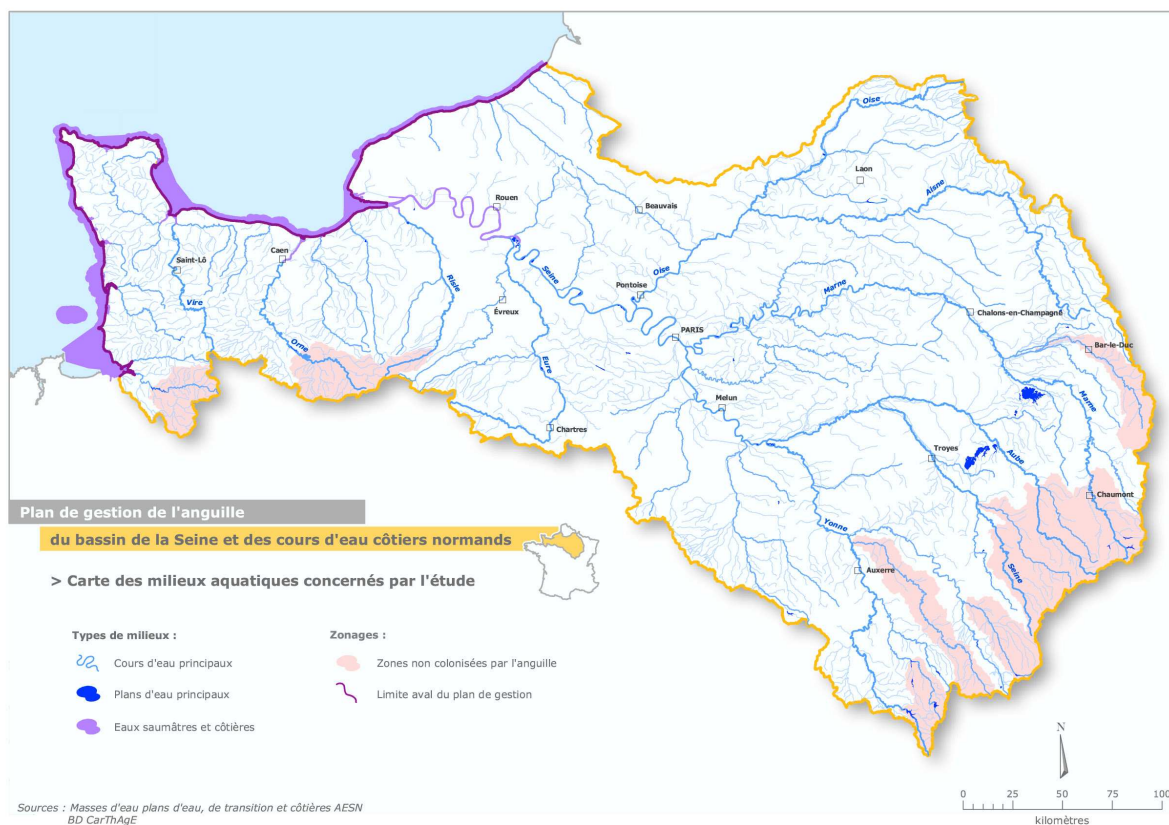 Oise
Laon
Aisne
Rouen
Beauvais
Caen
Saint-Lô
Risle
Seine
Oise
Pontoise
Marne
Vire
Évreux
Chalons-en-Champagne
PARIS
Bar-le-Duc
Orne
Eure
Marne
Melun
Chartres
Troyes
Aube
Chaumont
Plan de gestion de l'anguille
du bassin de la Seine et des cours d'eau côtiers normands
Yonne
Auxerre
Seine
> Carte des milieux aquatiques concernés par l'étude
Types de milieux :
Zonages :
Cours d'eau principaux
Zones non colonisées par l'anguille
Plans d'eau principaux
Limite aval du plan de gestion
Eaux saumâtres et côtières
N
Sources : Masses d'eau plans d'eau, de transition et côtières AESN
BD CarThAgE
0 25 50 75 100
kilomètres